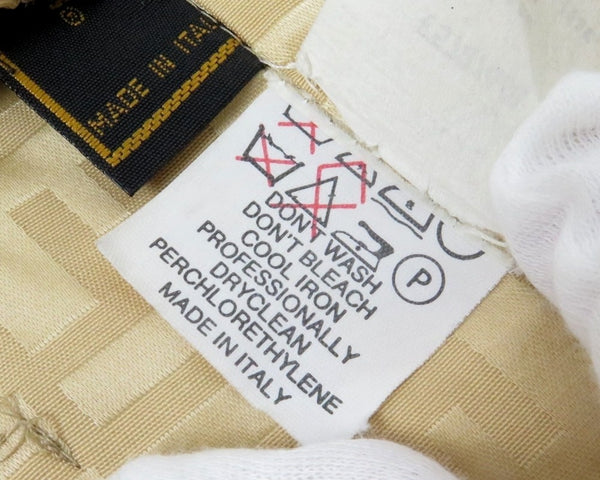 MADE IN ITALY
DON'T WASH
DON'T BLEACH
COOL IRON
PROFESSIONALLY
DRYCLEAN
PERCHLORETHYLENE
MADE IN ITALY
P